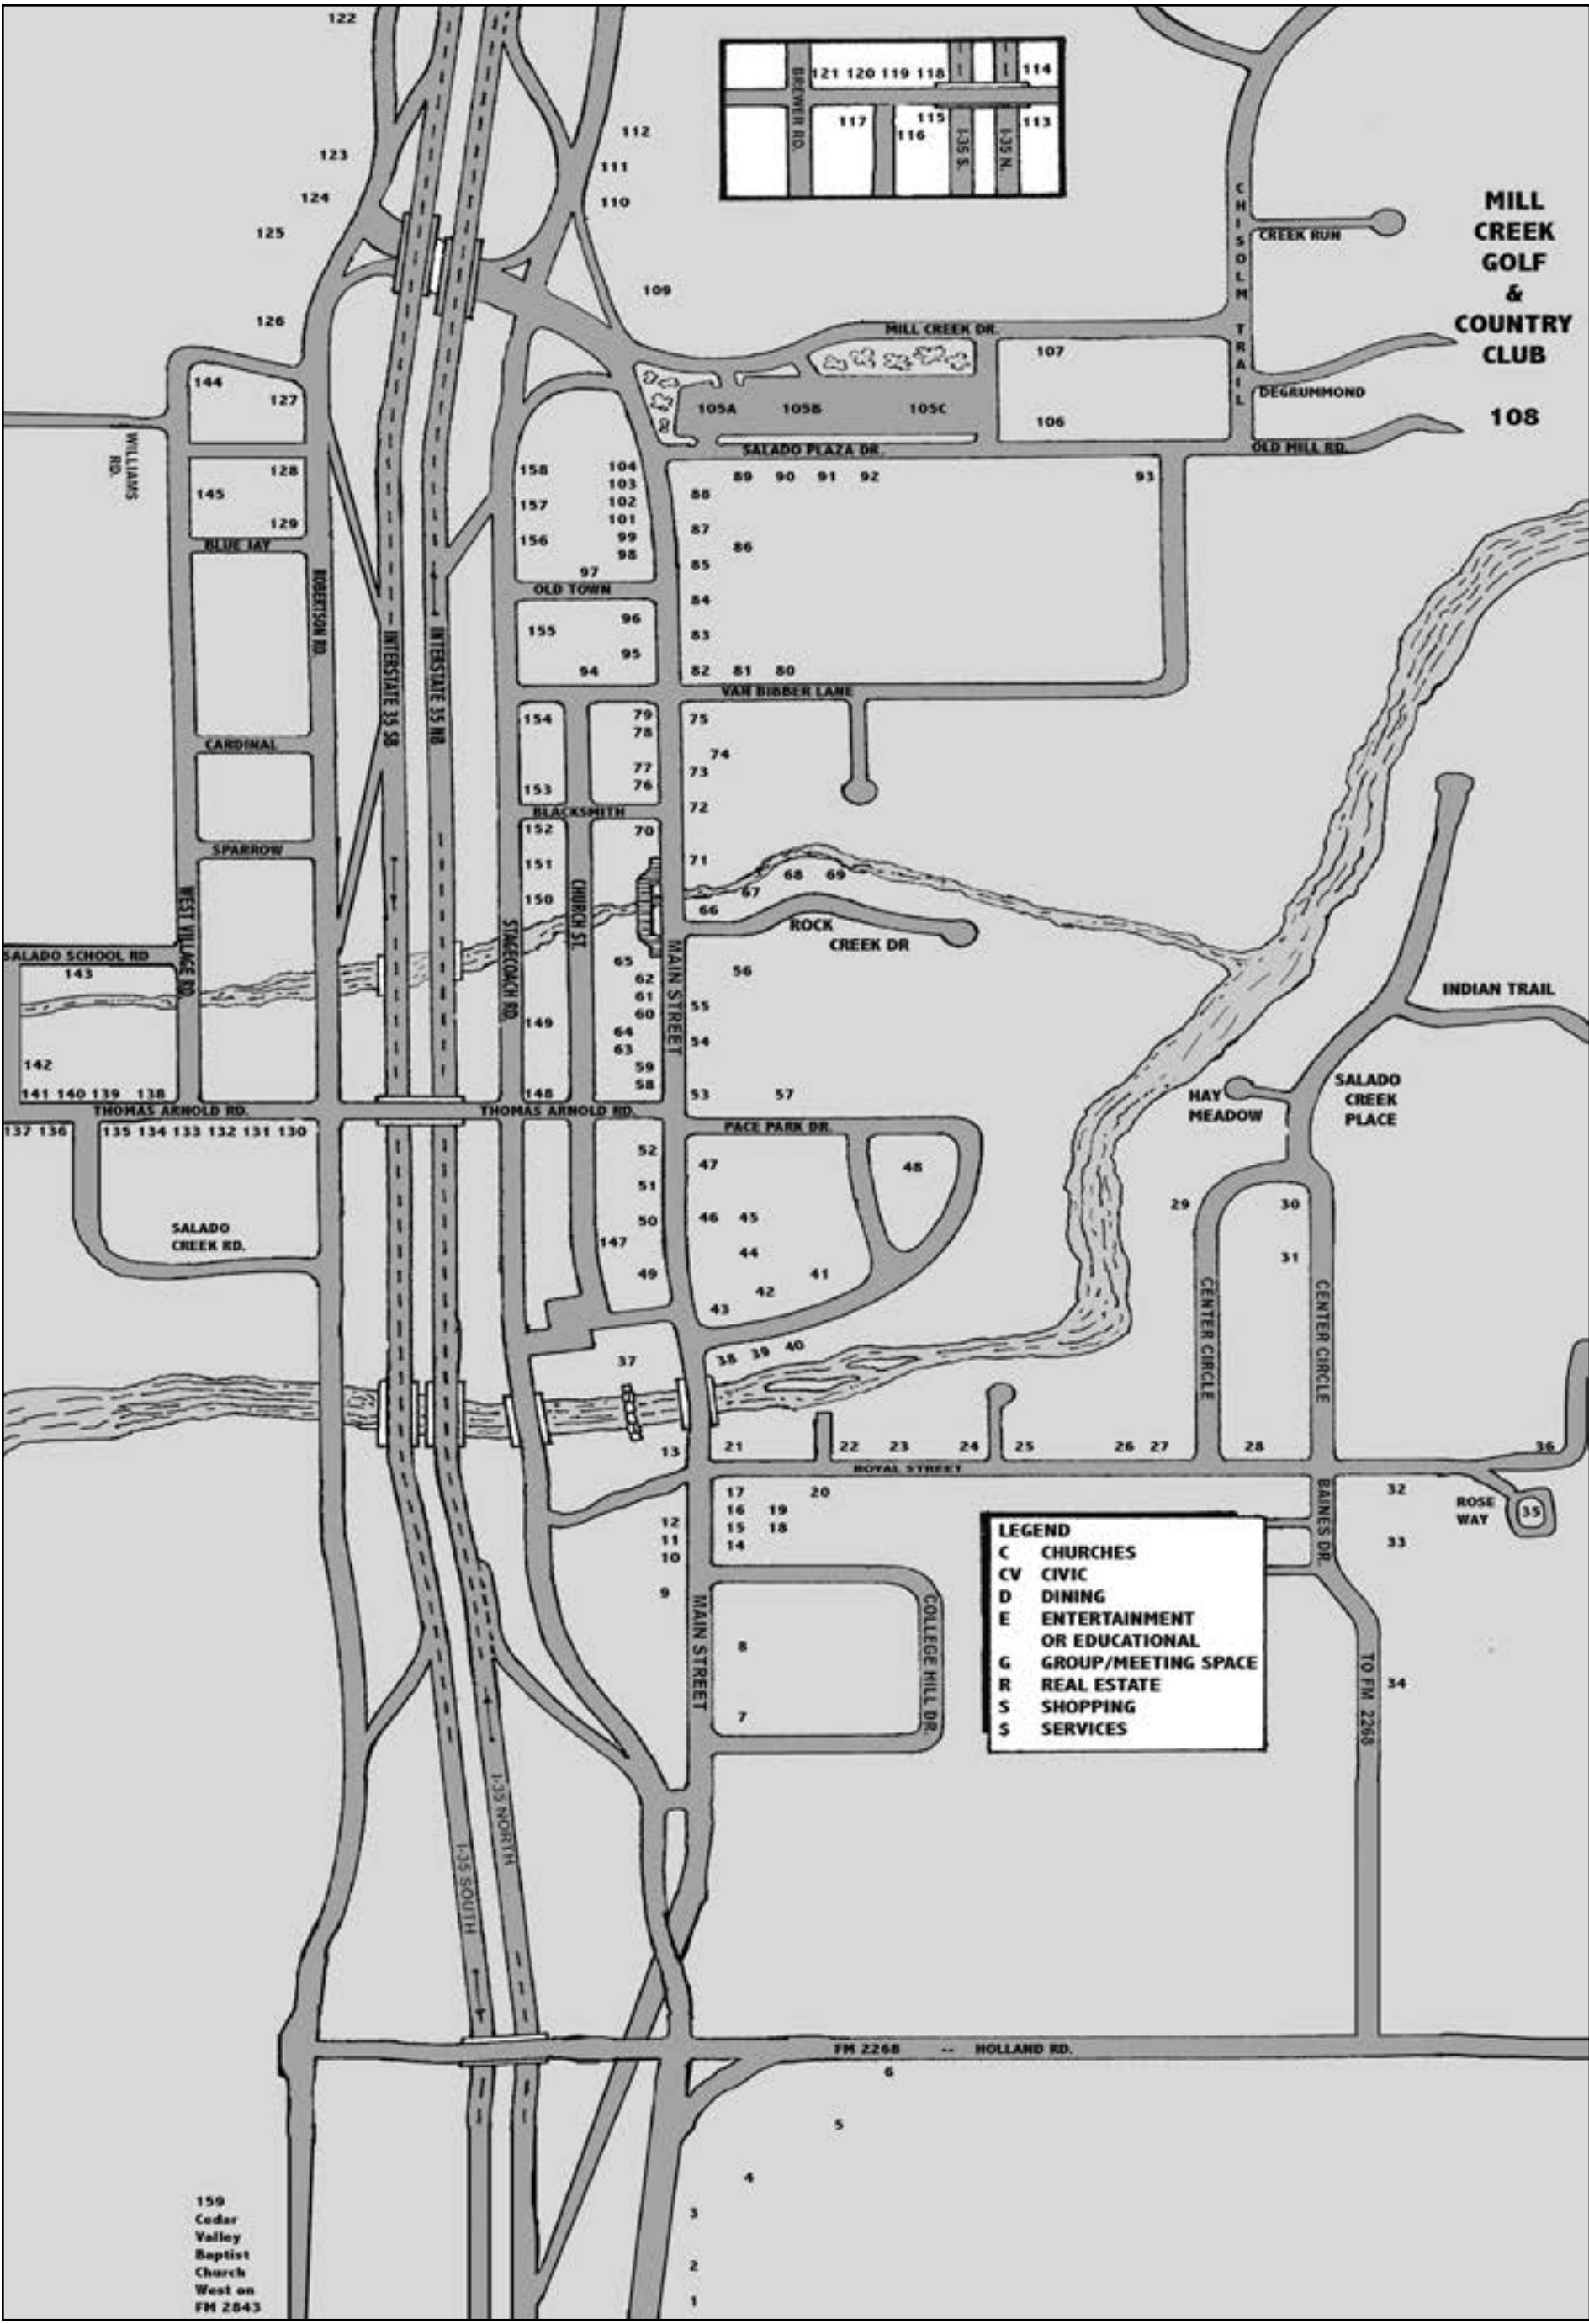 122
121 120 119 118
114
BREWER RD.
117
116
115
I-35 S.
I-35 N.
113
112
111
110
123
124
125
126
109
CHISOLM TRAIL
CREEK RUN
MILL
CREEK
GOLF
&
COUNTRY
CLUB
108
MILL CREEK DR.
107
106
DEGRUMMOND
OLD MILL RD.
105A 105B 105C
SALADO PLAZA DR.
144
127
WILLIAMS
RD.
128
145
129
BLUE JAY
ROBERTSON RD.
INTERSTATE 35 SB
INTERSTATE 35 NB
158
157
156
104
103
102
101
99
98
97
OLD TOWN
88
89 90 91 92
93
87
86
85
84
83
82 81 80
155
96
95
94
VAN BIBBER LANE
CARDINAL
SPARROW
154
153
79
78
77
76
75
74
73
72
BLACKSMITH
152
151
150
70
71
68 69
67
66
ROCK
CREEK DR
WEST VILLAGE RD.
STAGECOACH RD.
CHURCH ST.
MAIN STREET
SALADO SCHOOL RD
143
142
141 140 139 138
THOMAS ARNOLD RD.
THOMAS ARNOLD RD.
137 136
135 134 133 132 131 130
SALADO
CREEK RD.
149
148
65
62
61
60
64
63
59
58
56
55
54
53
57
INDIAN TRAIL
HAY
MEADOW
SALADO
CREEK
PLACE
PACE PARK DR.
52
51
50
147
49
47
48
46 45
44
42
41
43
38 39 40
37
29
30
31
CENTER CIRCLE
CENTER CIRCLE
13
21
22 23 24 25
26 27
28
36
ROYAL STREET
17
16
15
14
20
19
18
12
11
10
9
32
33
ROSE
WAY
35
BAINES DR.
MAIN STREET
8
7
COLLEGE HILL DR.
LEGEND
C CHURCHES
CV CIVIC
D DINING
E ENTERTAINMENT
OR EDUCATIONAL
G GROUP/MEETING SPACE
R REAL ESTATE
S SHOPPING
$ SERVICES
TO FM 2268
34
I-35 NORTH
I-35 SOUTH
FM 2268 -- HOLLAND RD.
6
5
4
3
2
1
159
Cedar
Valley
Baptist
Church
West on
FM 2843